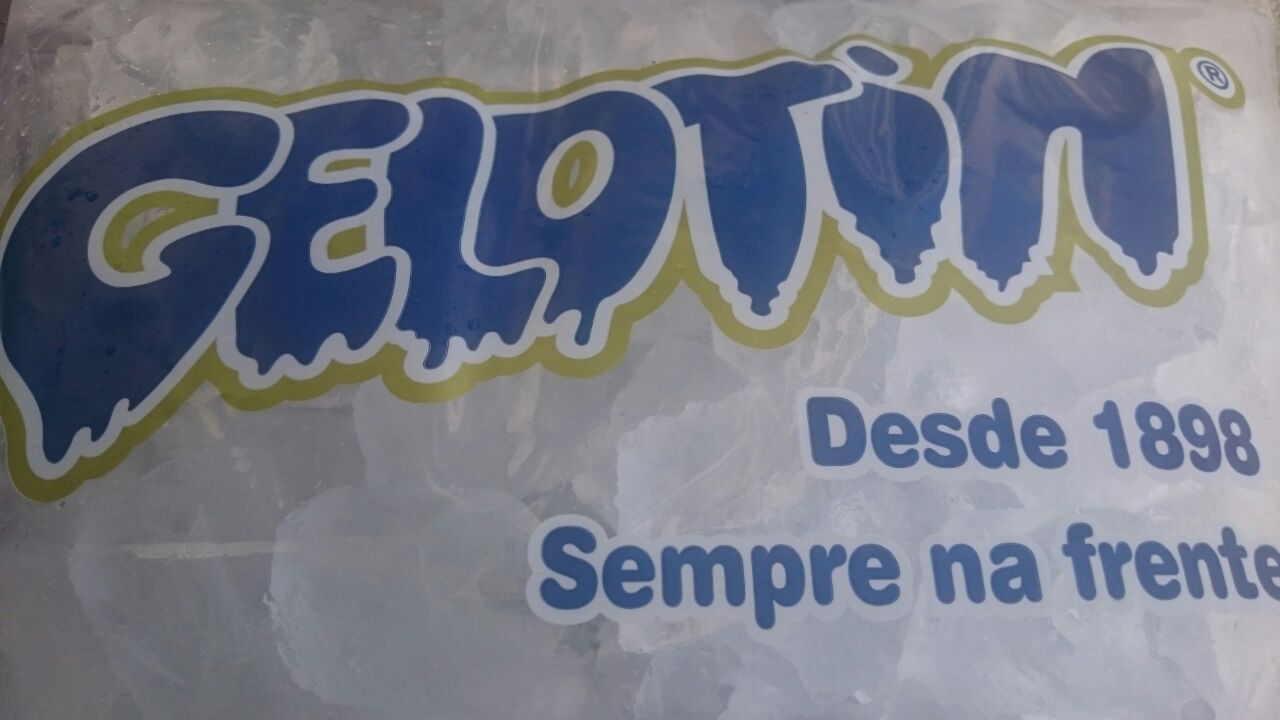 GELOTiN ®
Desde 1898
Sempre na frente